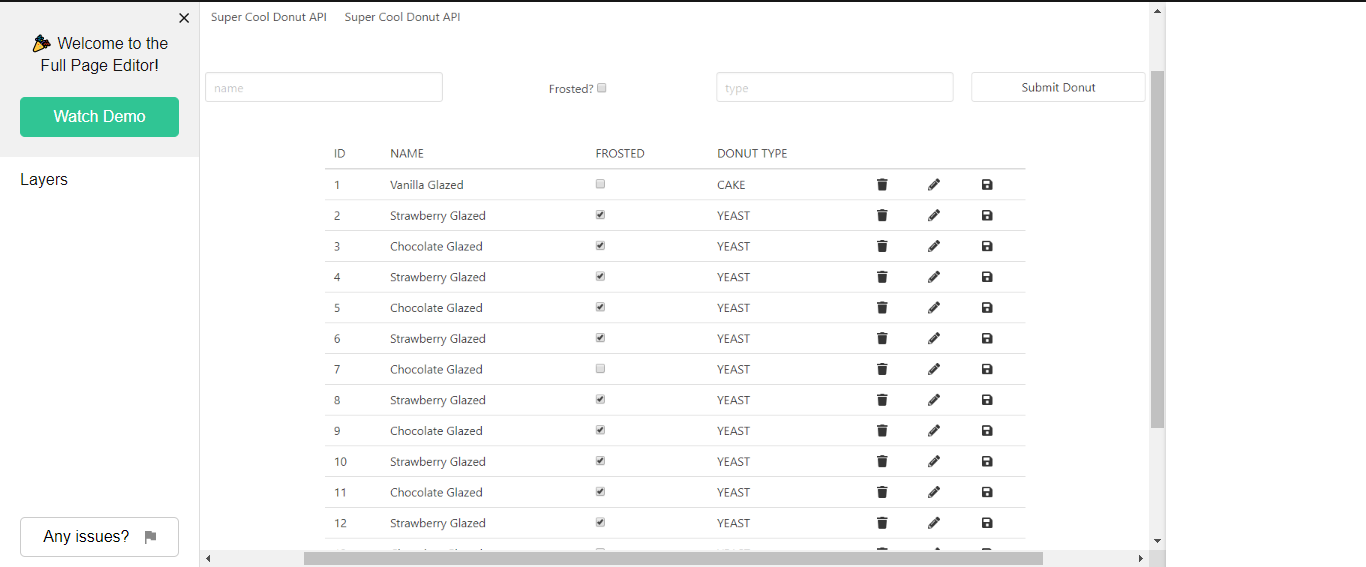 Super Cool Donut API Super Cool Donut API
Welcome to the
Full Page Editor!
Watch Demo
Layers
Any issues?
name Frosted? type Submit Donut
ID NAME FROSTED DONUT TYPE
1 Vanilla Glazed CAKE
2 Strawberry Glazed YEAST
3 Chocolate Glazed YEAST
4 Strawberry Glazed YEAST
5 Chocolate Glazed YEAST
6 Strawberry Glazed YEAST
7 Chocolate Glazed YEAST
8 Strawberry Glazed YEAST
9 Chocolate Glazed YEAST
10 Strawberry Glazed YEAST
11 Chocolate Glazed YEAST
12 Strawberry Glazed YEAST